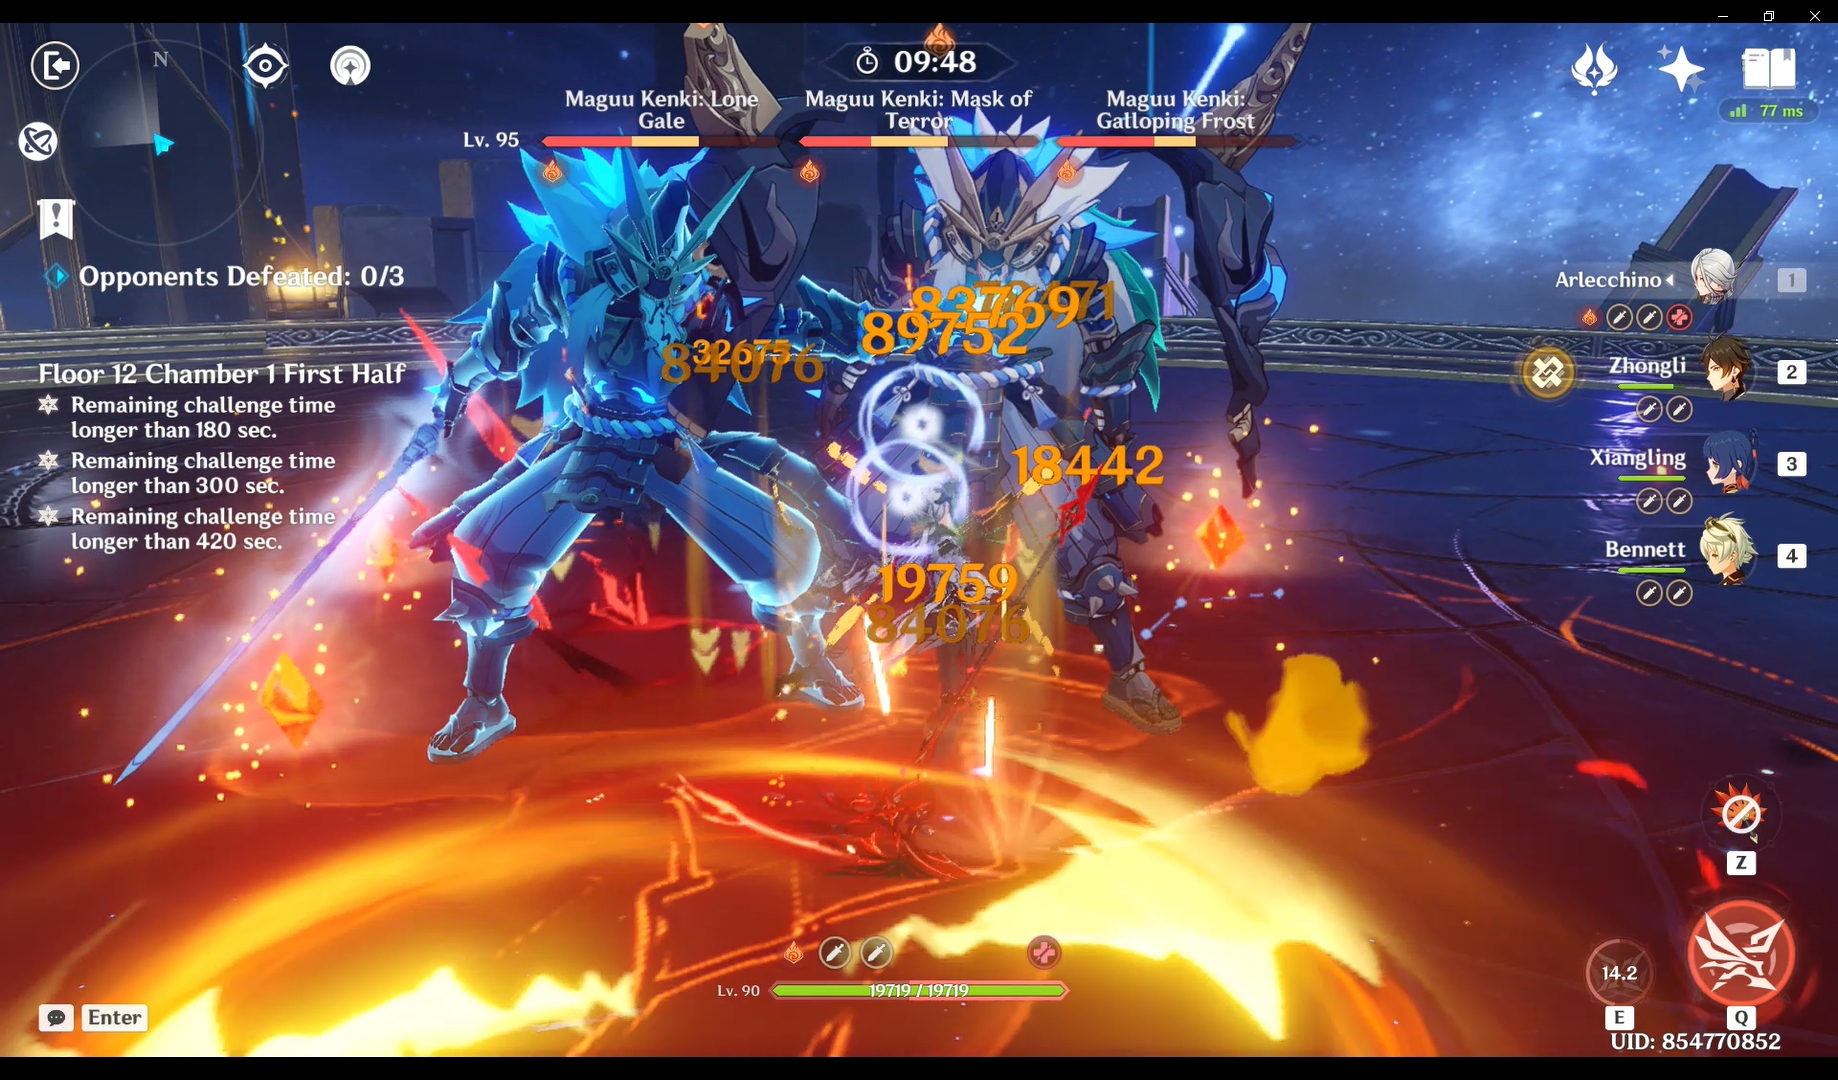 N
09:48
77 ms
Maguu Kenki: Lone
Gale
Maguu Kenki: Mask of
Terror
Maguu Kenki:
Galloping Frost
Lv. 95
Opponents Defeated: 0/3
Floor 12 Chamber 1 First Half
Remaining challenge time
longer than 180 sec.
Remaining challenge time
longer than 300 sec.
Remaining challenge time
longer than 420 sec.
83769
89752
32675
84076
18442
19759
84076
Arlecchino
1
Zhongli
2
Xiangling
3
Bennett
4
Z
14.2
E
Q
Lv. 90
19719 / 19719
Enter
UID: 854770852